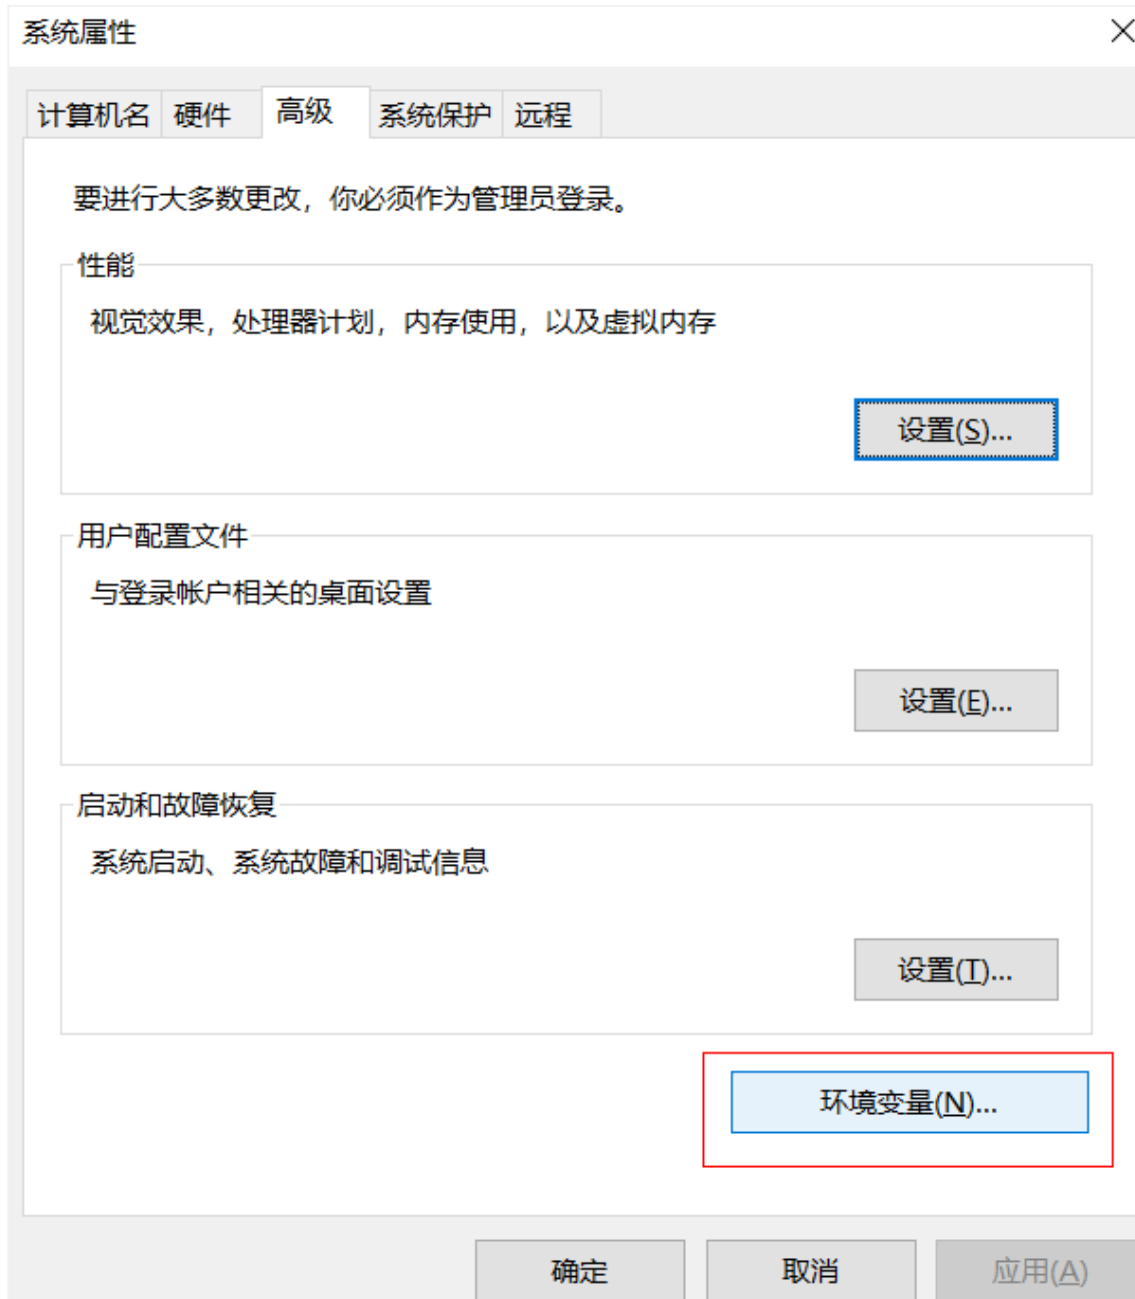 系统属性
计算机名 硬件 高级 系统保护 远程
要进行大多数更改，你必须作为管理员登录。
性能
视觉效果，处理器计划，内存使用，以及虚拟内存
设置(S)...
用户配置文件
与登录帐户相关的桌面设置
设置(E)...
启动和故障恢复
系统启动、系统故障和调试信息
设置(T)...
环境变量(N)...
确定 取消 应用(A)